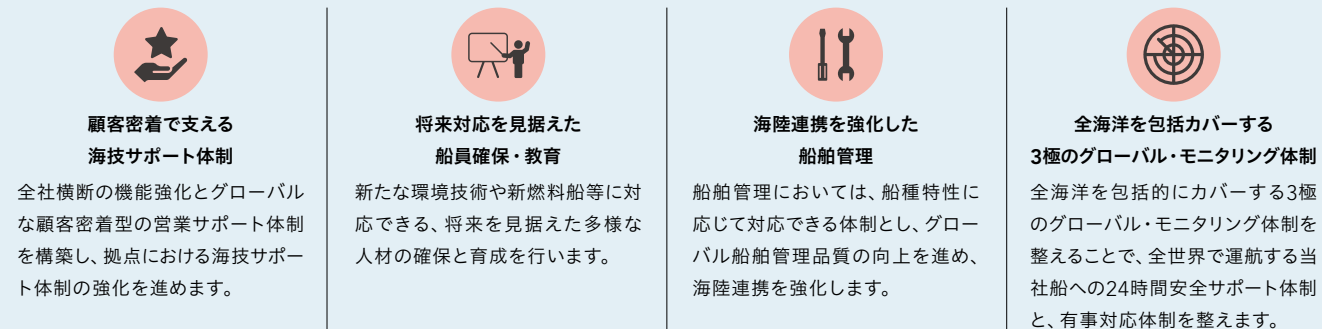 顧客密着で支える
海技サポート体制
全社横断の機能強化とグローバル
な顧客密着型の営業サポート体制
を構築し、拠点における海技サポー
ト体制の強化を進めます。
将来対応を見据えた
船員確保・教育
新たな環境技術や新燃料船等に対
応できる、将来を見据えた多様な
人材の確保と育成を行います。
海陸連携を強化した
船舶管理
船舶管理においては、船種特性に
応じて対応できる体制とし、グロー
バル船舶管理品質の向上を進め、
海陸連携を強化します。
全海洋を包括カバーする
3極のグローバル・モニタリング体制
全海洋を包括的にカバーする3極
のグローバル・モニタリング体制を
整えることで、全世界で運航する当
社船への24時間安全サポート体制
と、有事対応体制を整えます。